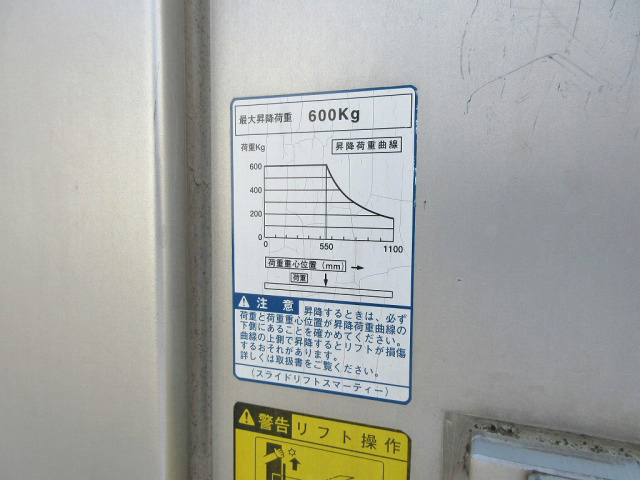 最大昇降荷重 600Kg
荷重Kg
昇降荷重曲線
600
400
200
0
0 550 1100
荷重重心位置(mm)
荷重
注意 昇降するときは、必ず
荷重と荷重重心位置が昇降荷重曲線の
下側にあることを確かめてください。
曲線の上側で昇降するとリフトが損傷
するおそれがあります。
詳しくは取扱書をご覧ください。
(スライドリフトスマーティー)
警告 リフト操作